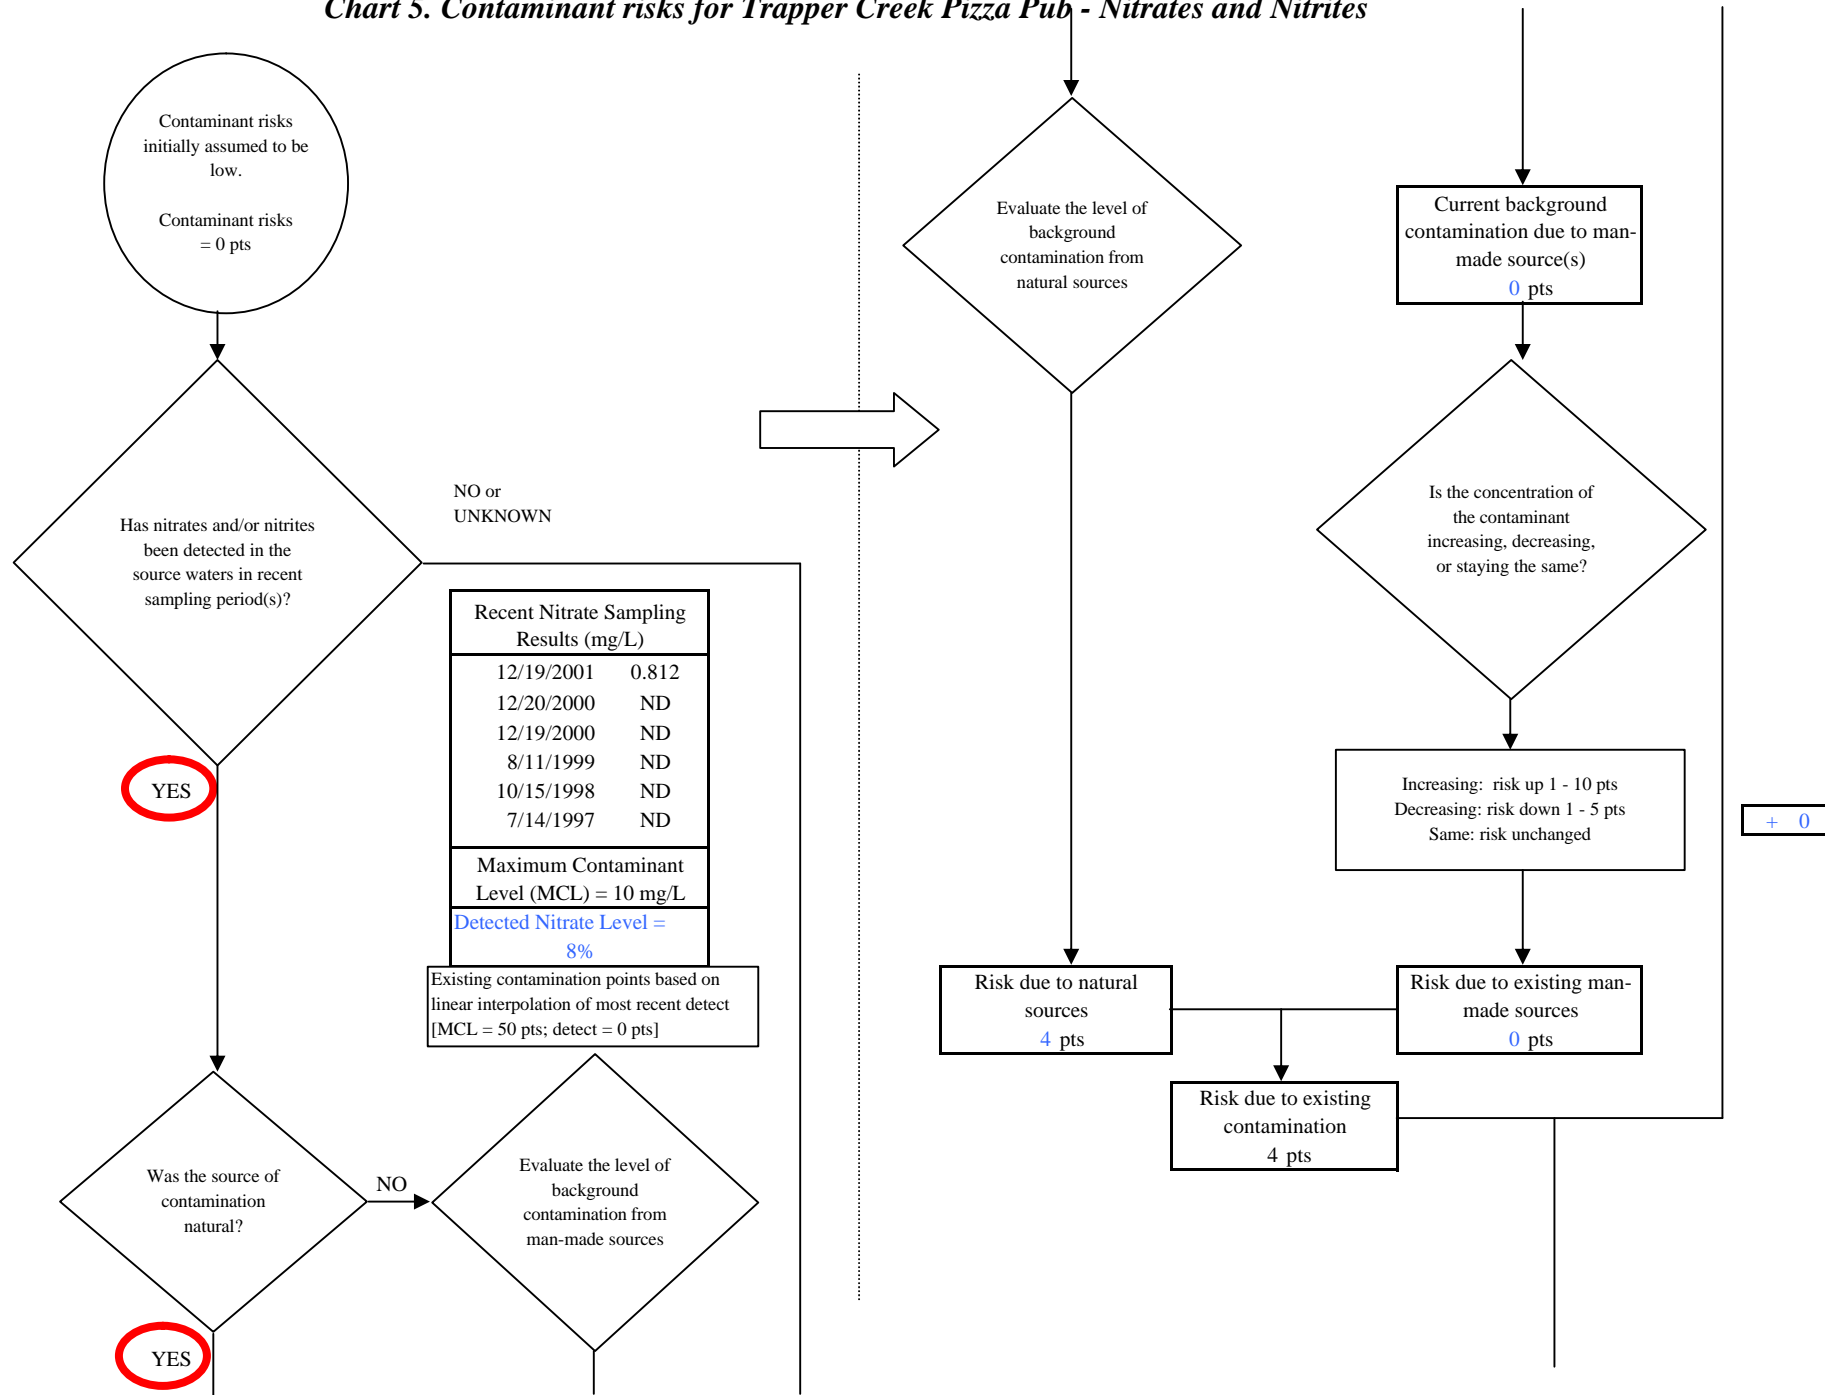 Chart 5. Contaminant risks for Trapper Creek Pizza Pub - Nitrates and Nitrites
Contaminant risks
initially assumed to be
low.
Contaminant risks
= 0 pts
Has nitrates and/or nitrites
been detected in the
source waters in recent
sampling period(s)?
NO or
UNKNOWN
YES
Recent Nitrate Sampling
Results (mg/L)
12/19/2001 0.812
12/20/2000 ND
12/19/2000 ND
8/11/1999 ND
10/15/1998 ND
7/14/1997 ND
Maximum Contaminant
Level (MCL) = 10 mg/L
Detected Nitrate Level =
8%
Existing contamination points based on
linear interpolation of most recent detect
[MCL = 50 pts; detect = 0 pts]
Was the source of
contamination
natural?
NO
Evaluate the level of
background
contamination from
man-made sources
YES
Evaluate the level of
background
contamination from
natural sources
Current background
contamination due to man-
made source(s)
0 pts
Is the concentration of
the contaminant
increasing, decreasing,
or staying the same?
Increasing: risk up 1 - 10 pts
Decreasing: risk down 1 - 5 pts
Same: risk unchanged
+ 0
Risk due to natural
sources
4 pts
Risk due to existing man-
made sources
0 pts
Risk due to existing
contamination
4 pts